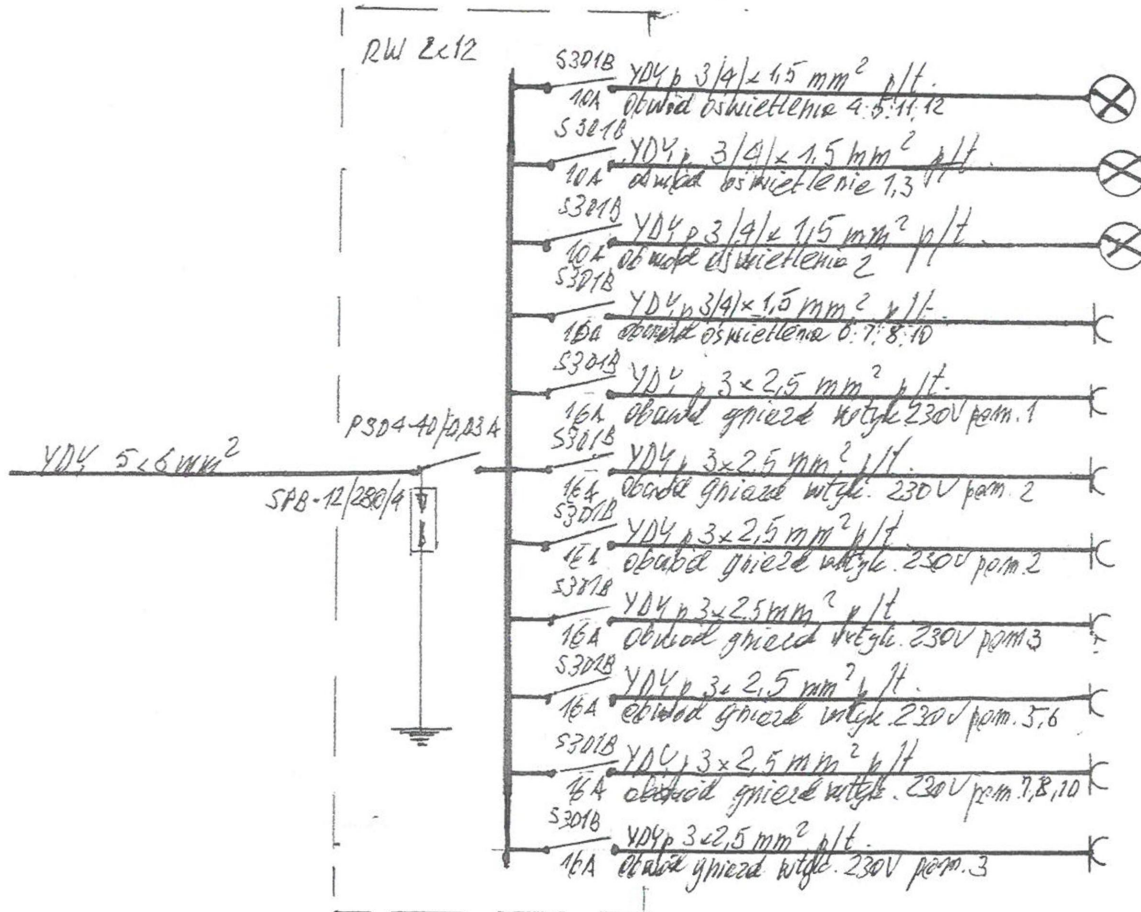 RW 2x12
S301B YDYp 3/4/x1,5 mm² p/t.
10A obwód oświetlenia 4,5,11,12
S301B YDYp 3/4/x1,5 mm² p/t.
10A obwód oświetlenie 1,3
S301B YDYp 3/4/x1,5 mm² p/t.
10A obwód oświetlenia 2
S301B YDYp 3/4/x1,5 mm² p/t.
10A obwód oświetlenia 6,7,8,10
S301B YDYp 3x2,5 mm² p/t.
16A obwód gniazd wtyk 230V pom. 1
P304-40/0,03A
YDY 5x6 mm²
S301B YDYp 3x2,5 mm² p/t.
16A obwód gniazd wtyk. 230V pom. 2
SPB-12/280/4
S301B YDYp 3x2,5 mm² p/t
16A obwód gniazd wtyk. 230V pom. 2
S301B YDYp 3x2,5mm² p/t
16A obwód gniazd wtyk. 230V pom. 3
S301B YDYp 3x2,5 mm² p/t.
16A obwód gniazd wtyk. 230V pom. 5,6
S301B YDYp 3x2,5 mm² p/t
16A obwód gniazd wtyk. 230V pom. 7,8,10
S301B YDYp 3x2,5 mm² p/t.
16A obwód gniazd wtyk. 230V pom. 3